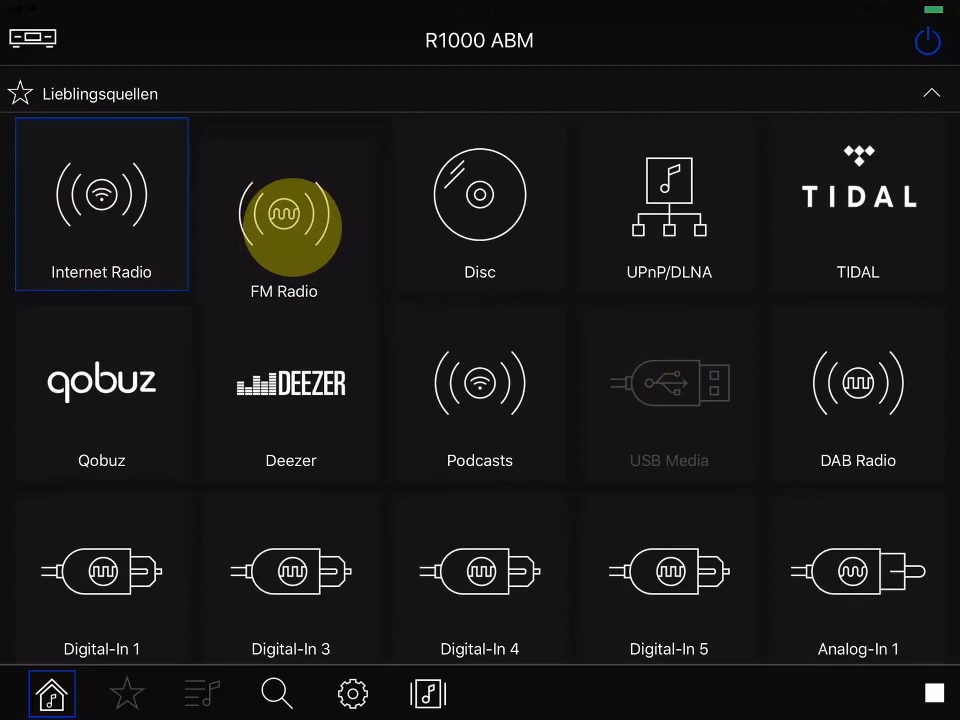 R1000 ABM
Lieblingsquellen
TIDAL
Internet Radio
FM Radio
Disc
UPnP/DLNA
TIDAL
qobuz
DEEZER
Qobuz
Deezer
Podcasts
USB Media
DAB Radio
Digital-In 1
Digital-In 3
Digital-In 4
Digital-In 5
Analog-In 1